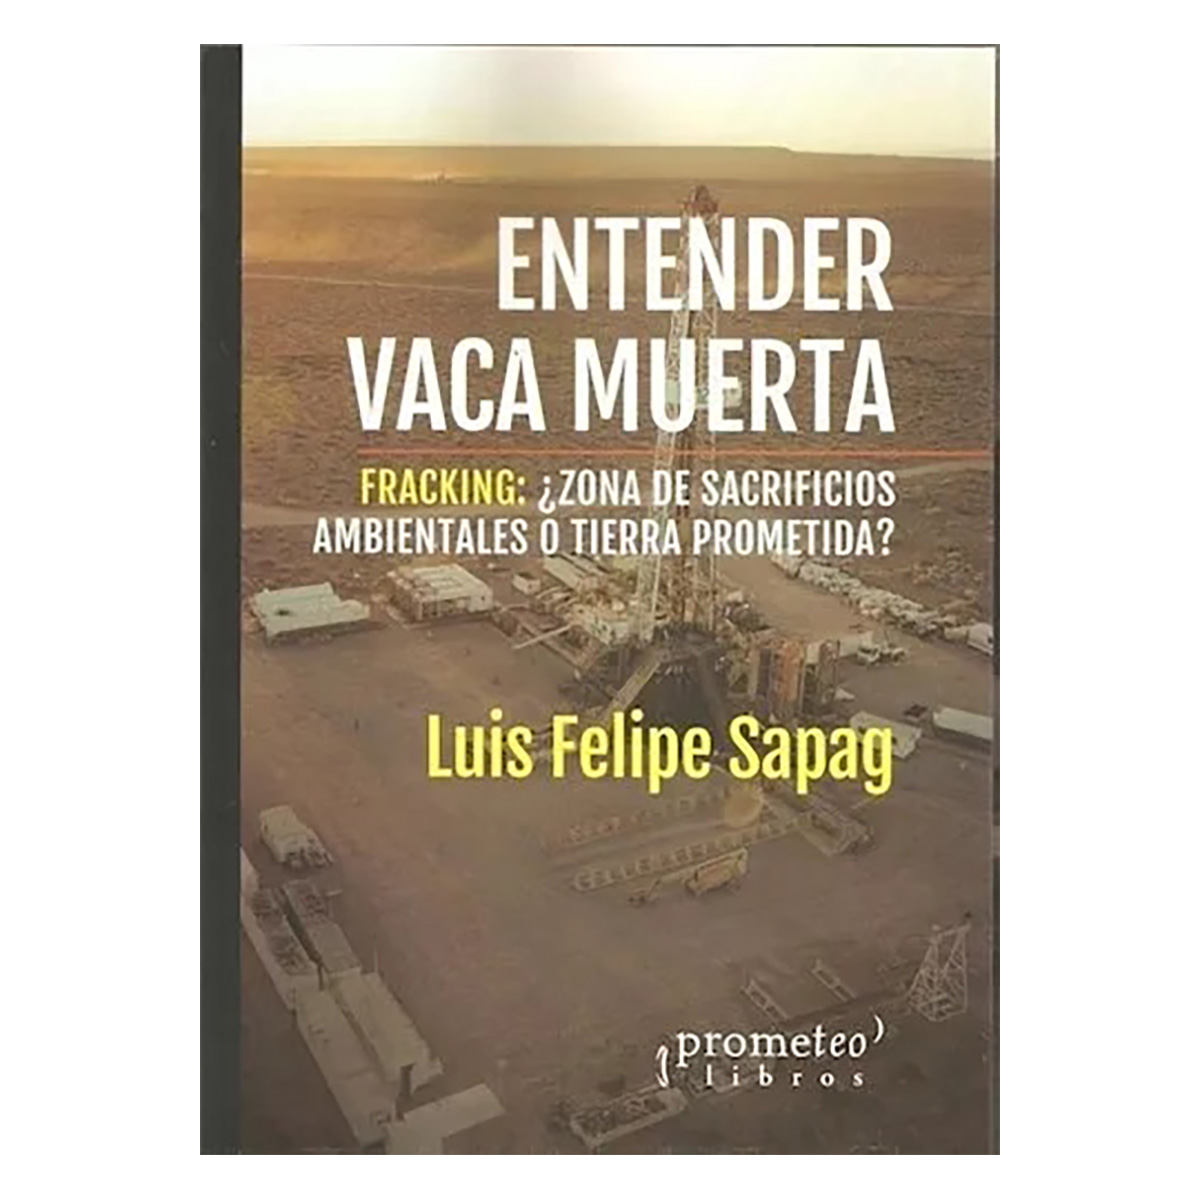 ENTENDER
VACA MUERTA
FRACKING: ¿ZONA DE SACRIFICIOS
AMBIENTALES O TIERRA PROMETIDA?
Luis Felipe Sapag
prometeo
libros